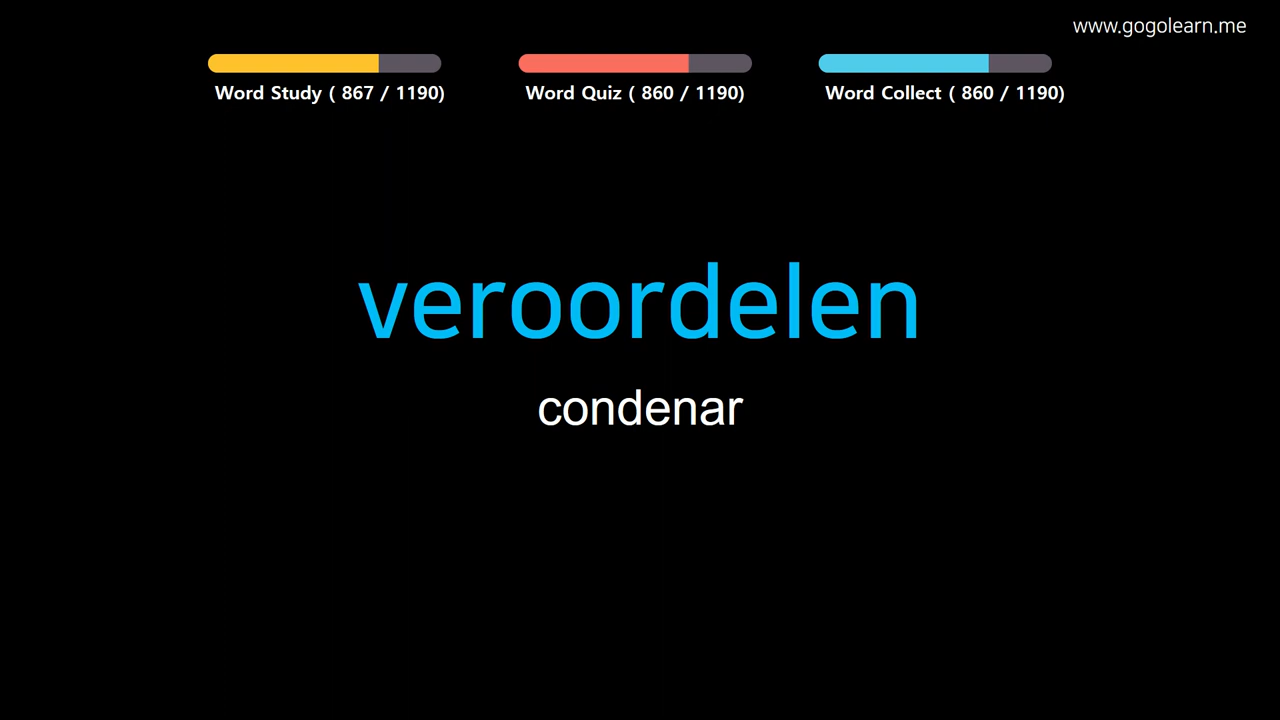 www.gogolearn.me
Word Study ( 867 / 1190)
Word Quiz ( 860 / 1190)
Word Collect ( 860 / 1190)
veroordelen
condenar